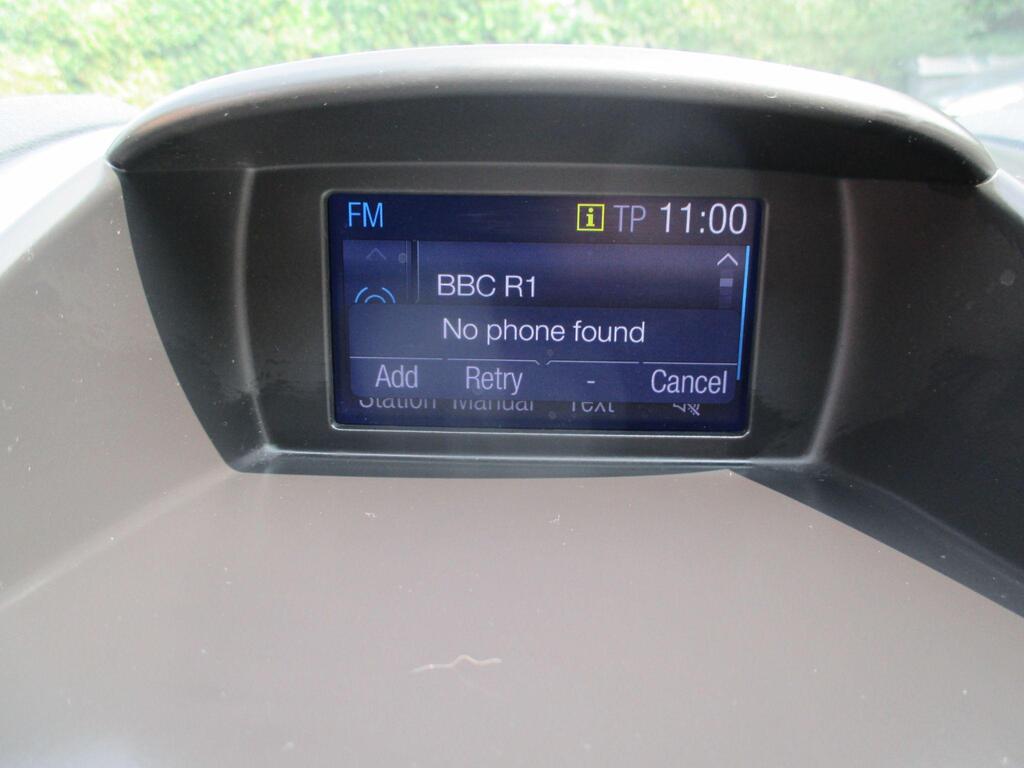 FM i TP 11:00
BBC R1
No phone found
Add Retry - Cancel
Station Manual Text